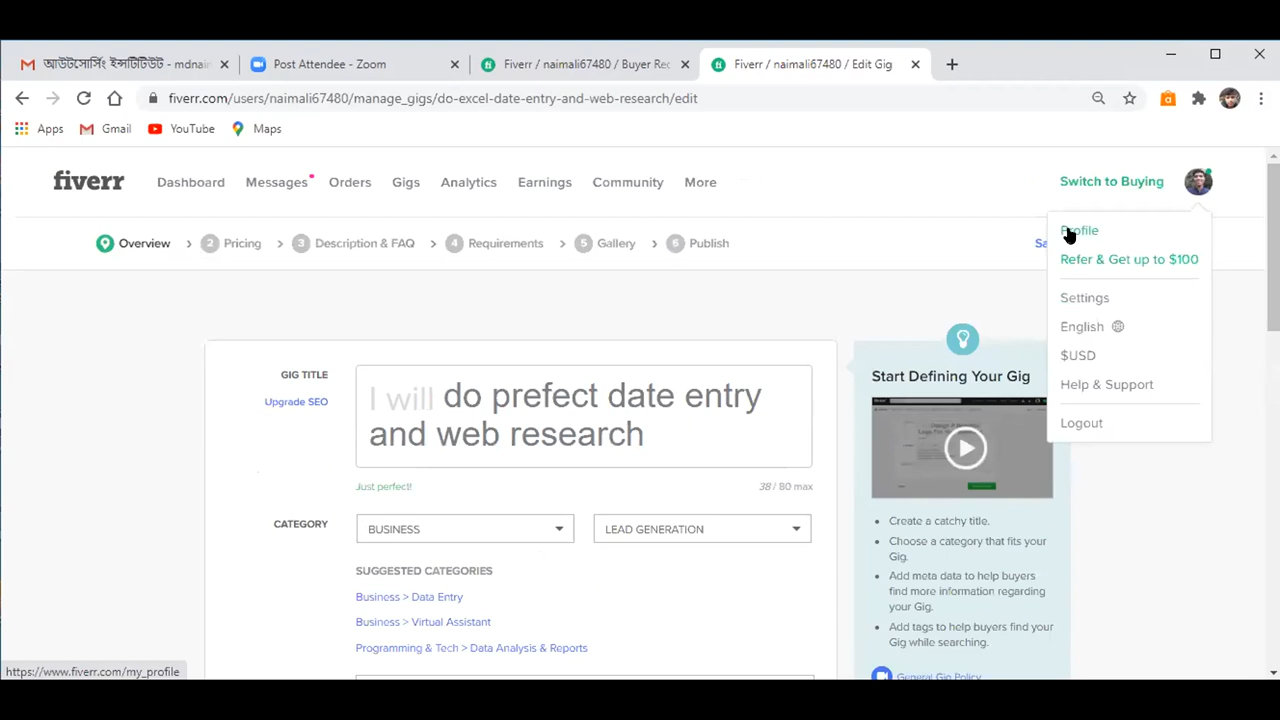 আউটসোর্সিং ইন্সটিটিউট - mdnain
Post Attendee - Zoom
Fiverr / naimali67480 / Buyer Rec
Fiverr / naimali67480 / Edit Gig
fiverr.com/users/naimali67480/manage_gigs/do-excel-date-entry-and-web-research/edit
Apps Gmail YouTube Maps
fiverr Dashboard Messages Orders Gigs Analytics Earnings Community More Switch to Buying
Overview 2 Pricing 3 Description & FAQ 4 Requirements 5 Gallery 6 Publish Sa
Profile
Refer & Get up to $100
Settings
English
$USD
Help & Support
Logout
GIG TITLE
Upgrade SEO
I will do prefect date entry
and web research
Just perfect!
38 / 80 max
CATEGORY
BUSINESS
LEAD GENERATION
SUGGESTED CATEGORIES
Business > Data Entry
Business > Virtual Assistant
Programming & Tech > Data Analysis & Reports
Start Defining Your Gig
Create a catchy title.
Choose a category that fits your
Gig.
Add meta data to help buyers
find more information regarding
your Gig.
Add tags to help buyers find your
Gig while searching.
General Gig Policy
https://www.fiverr.com/my_profile